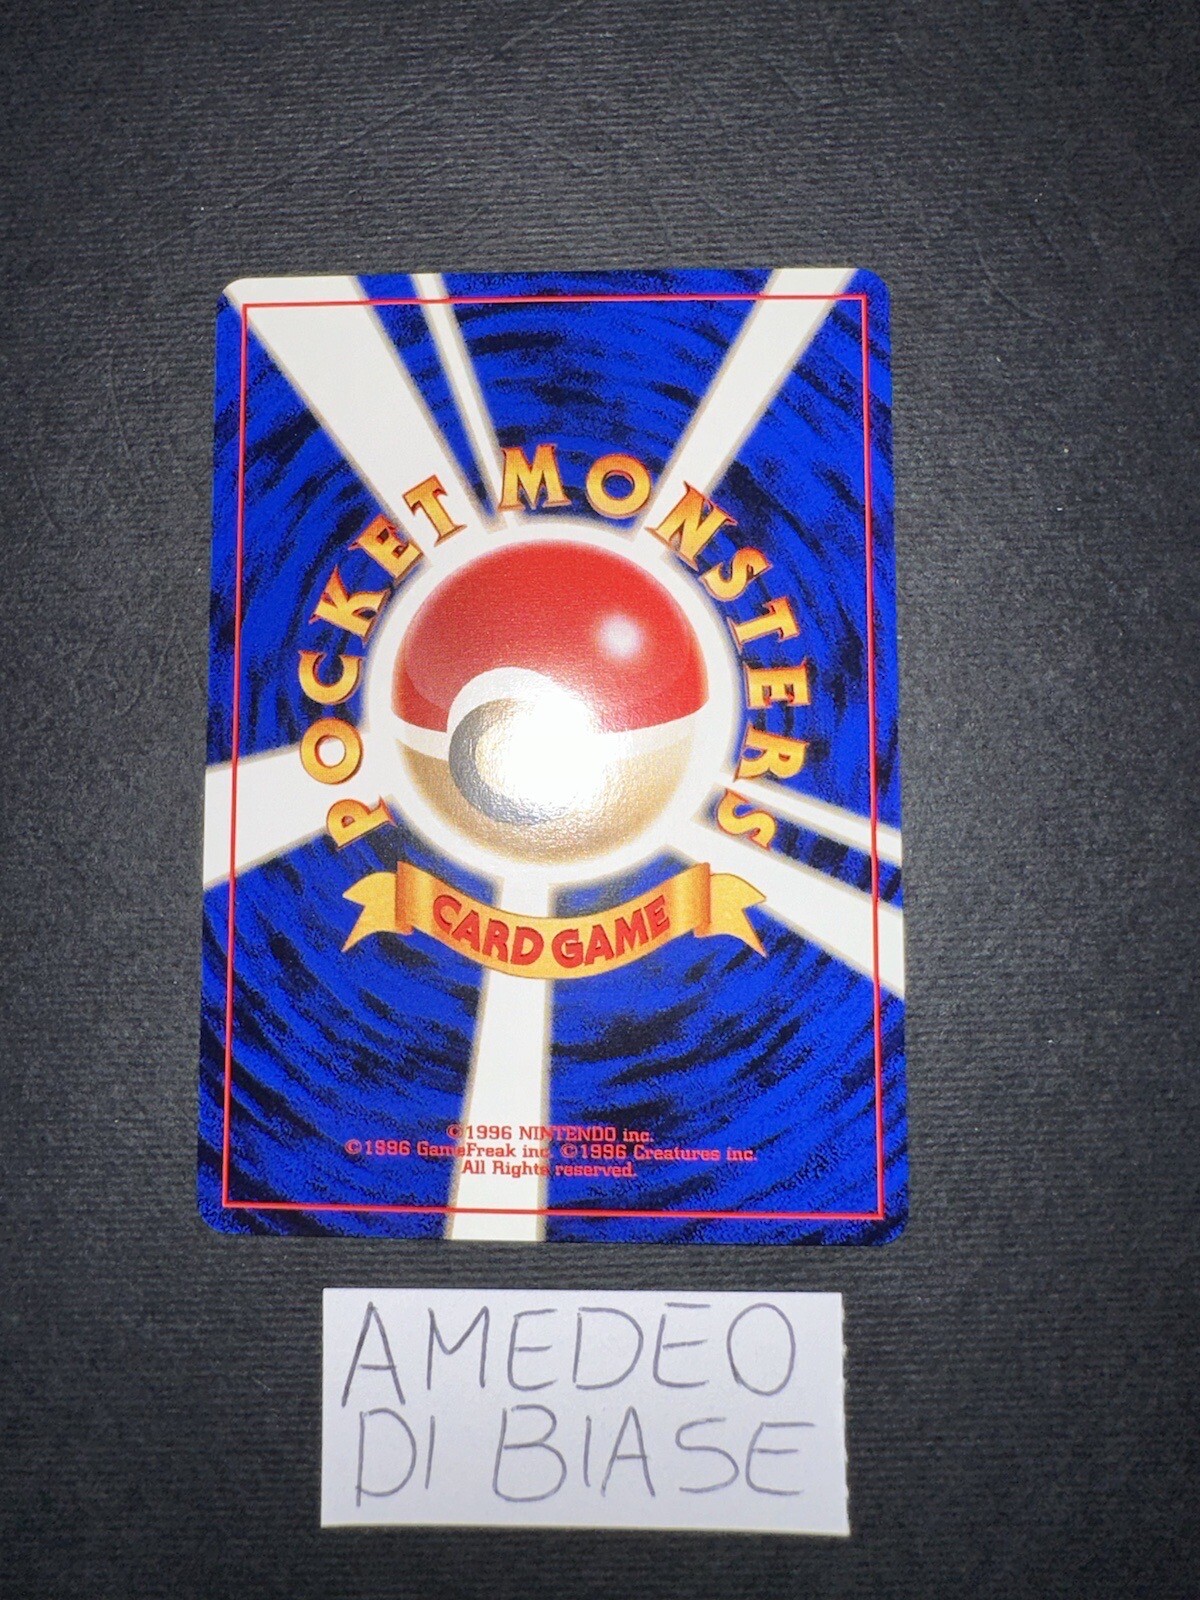 POCKET MONSTERS
CARD GAME
©1996 NINTENDO inc.
©1996 GameFreak inc. ©1996 Creatures inc.
All Rights reserved.
AMEDEO
DI BIASE